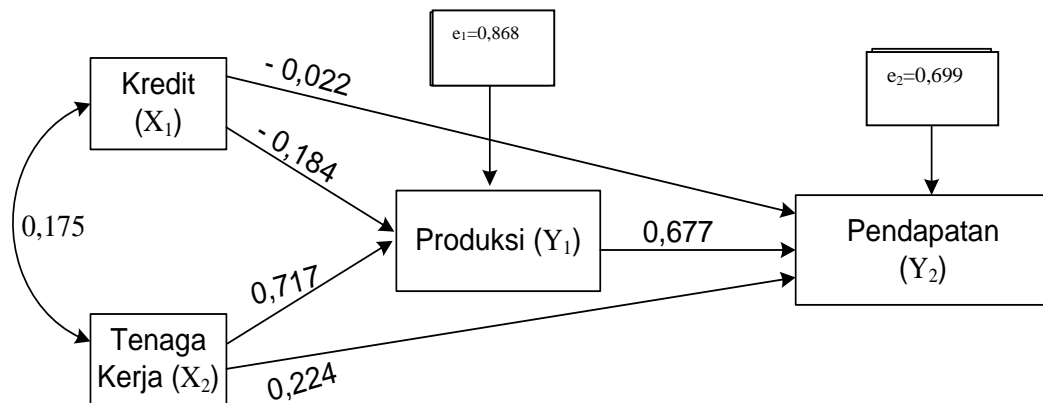 e₁=0,868
e₂=0,699
Kredit
(X₁)
- 0,022
- 0,184
0,175
Produksi (Y₁)
0,677
Pendapatan
(Y₂)
0,717
Tenaga
Kerja (X₂)
0,224